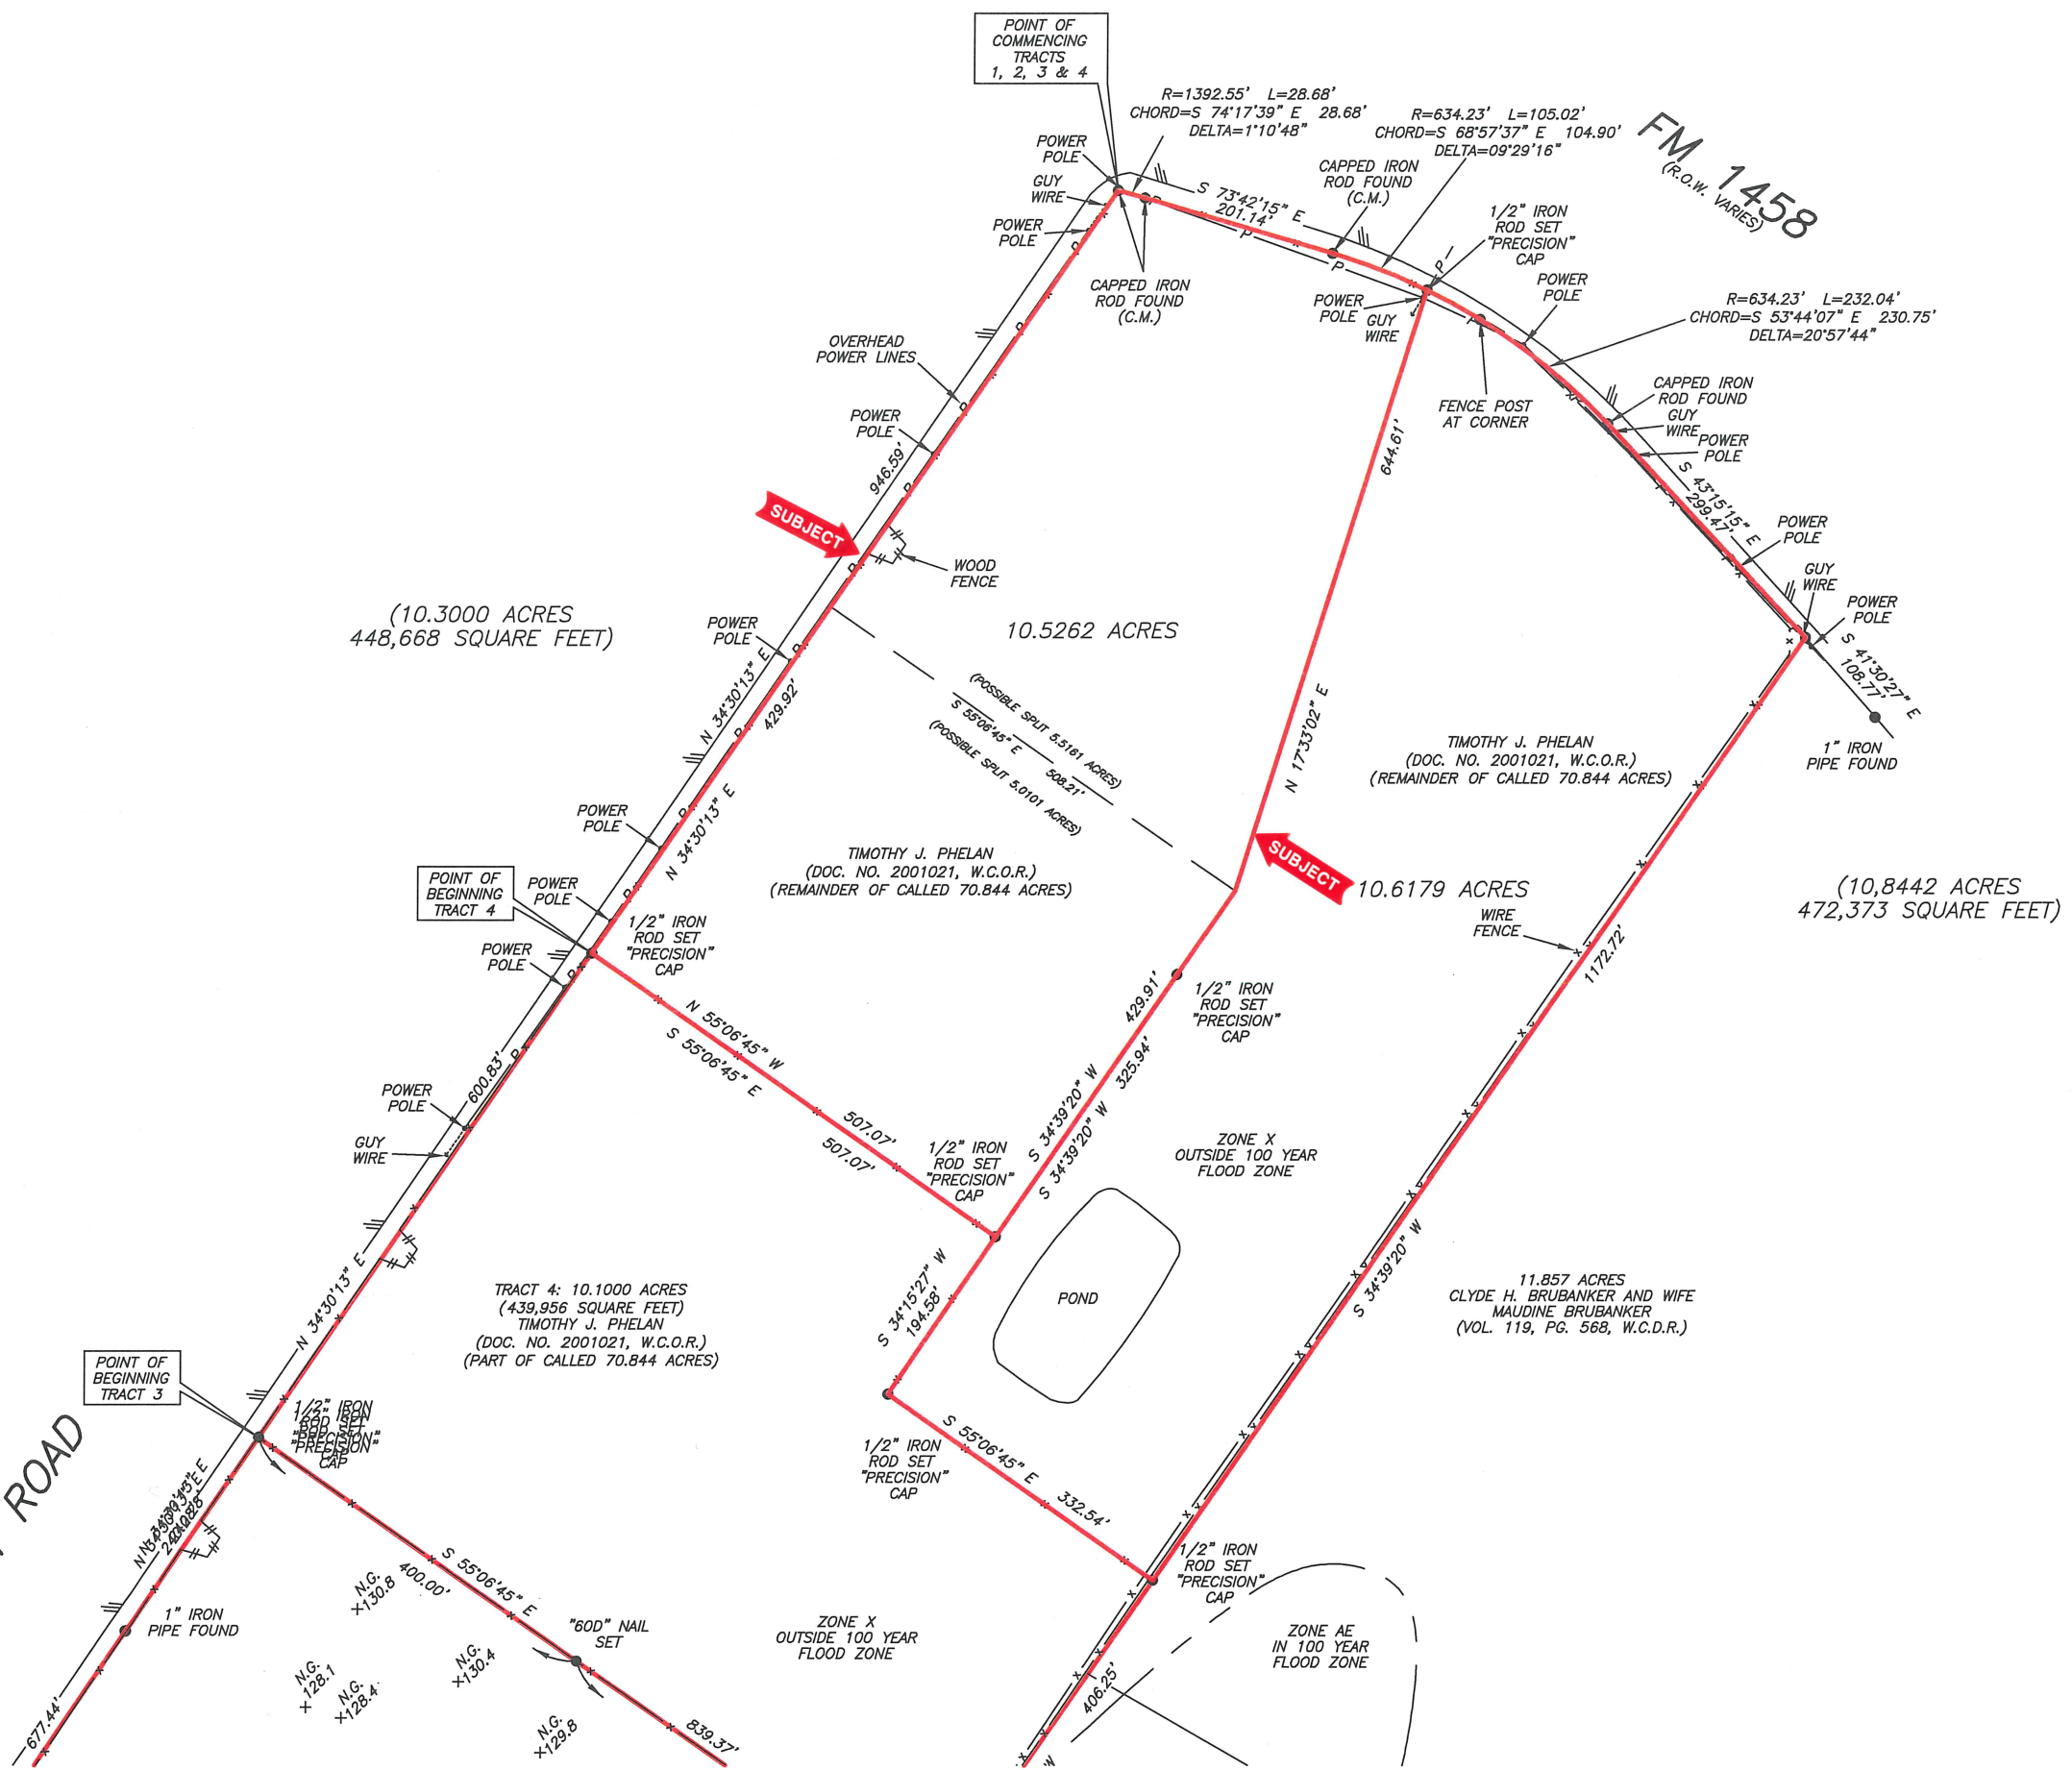 POINT OF
COMMENCING
TRACTS
1, 2, 3 & 4
R=1392.55' L=28.68'
CHORD=S 74°17'39" E 28.68'
DELTA=1°10'48"
R=634.23' L=105.02'
CHORD=S 68°57'37" E 104.90'
DELTA=09°29'16"
FM 1458
(R.O.W. VARIES)
POWER
POLE
GUY
WIRE
POWER
POLE
S 73°42'15" E
201.14'
CAPPED IRON
ROD FOUND
(C.M.)
1/2" IRON
ROD SET
"PRECISION"
CAP
CAPPED IRON
ROD FOUND
(C.M.)
POWER
POLE
GUY
WIRE
POWER
POLE
R=634.23' L=232.04'
CHORD=S 53°44'07" E 230.75'
DELTA=20°57'44"
OVERHEAD
POWER LINES
FENCE POST
AT CORNER
CAPPED IRON
ROD FOUND
GUY
WIRE
POWER
POLE
POWER
POLE
946.59'
644.61'
S 43°15'15" E
299.47'
SUBJECT
POWER
POLE
GUY
WIRE
POWER
POLE
S 41°30'27" E
108.77'
WOOD
FENCE
(10.3000 ACRES
448,668 SQUARE FEET)
10.5262 ACRES
POWER
POLE
N 34°30'13" E
429.92'
N 34°30'13" E
(POSSIBLE SPLIT 5.5161 ACRES)
S 55°06'45" E 508.21'
(POSSIBLE SPLIT 5.0101 ACRES)
N 17°33'02" E
TIMOTHY J. PHELAN
(DOC. NO. 2001021, W.C.O.R.)
(REMAINDER OF CALLED 70.844 ACRES)
1" IRON
PIPE FOUND
POWER
POLE
TIMOTHY J. PHELAN
(DOC. NO. 2001021, W.C.O.R.)
(REMAINDER OF CALLED 70.844 ACRES)
SUBJECT
10.6179 ACRES
(10,8442 ACRES
472,373 SQUARE FEET)
POINT OF
BEGINNING
TRACT 4
POWER
POLE
1/2" IRON
ROD SET
"PRECISION"
CAP
WIRE
FENCE
1172.72'
POWER
POLE
429.91'
1/2" IRON
ROD SET
"PRECISION"
CAP
N 55°06'45" W
S 55°06'45" E
507.07'
507.07'
325.94'
S 34°39'20" W
S 34°39'20" W
600.83'
POWER
POLE
GUY
WIRE
1/2" IRON
ROD SET
"PRECISION"
CAP
ZONE X
OUTSIDE 100 YEAR
FLOOD ZONE
S 34°39'20" W
N 34°30'13" E
S 34°15'27" W
194.58'
POND
TRACT 4: 10.1000 ACRES
(439,956 SQUARE FEET)
TIMOTHY J. PHELAN
(DOC. NO. 2001021, W.C.O.R.)
(PART OF CALLED 70.844 ACRES)
11.857 ACRES
CLYDE H. BRUBANKER AND WIFE
MAUDINE BRUBANKER
(VOL. 119, PG. 568, W.C.D.R.)
POINT OF
BEGINNING
TRACT 3
1/2" IRON
ROD SET
"PRECISION"
CAP
ROAD
1/2" IRON
ROD SET
"PRECISION"
CAP
S 55°06'45" E
332.54'
1/2" IRON
ROD SET
"PRECISION"
CAP
S 55°06'45" E
400.00'
N.G.
×130.8
1" IRON
PIPE FOUND
"60D" NAIL
SET
ZONE X
OUTSIDE 100 YEAR
FLOOD ZONE
ZONE AE
IN 100 YEAR
FLOOD ZONE
N.G.
×128.1
N.G.
×128.4
N.G.
×130.4
N.G.
×129.8
677.44'
839.37'
406.25'
W